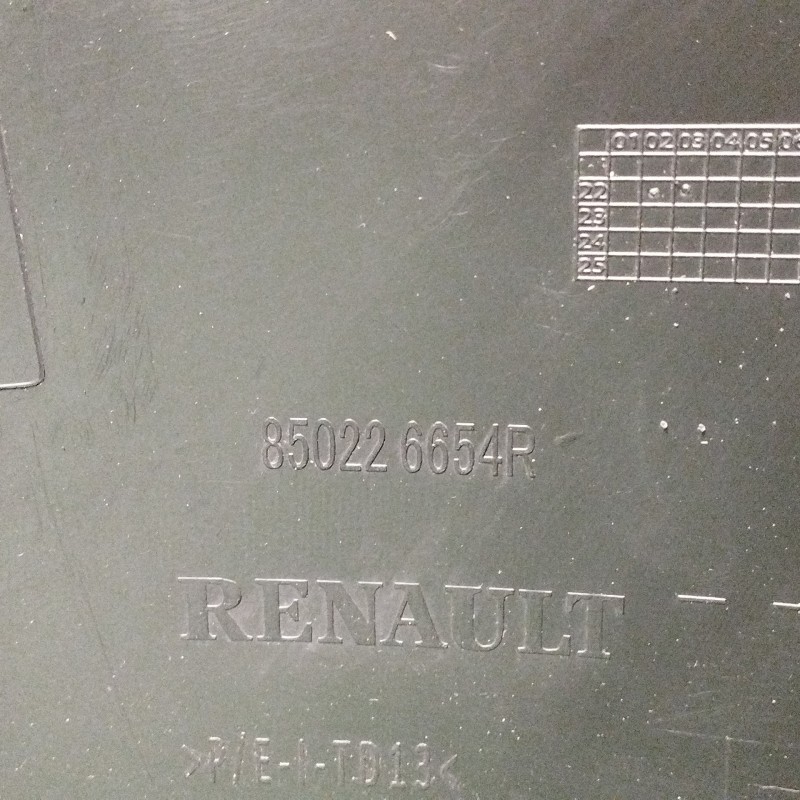 01 02 03 04 05
22
23
24
25
85022 6654R
RENAULT
>P/E-I-TD13<